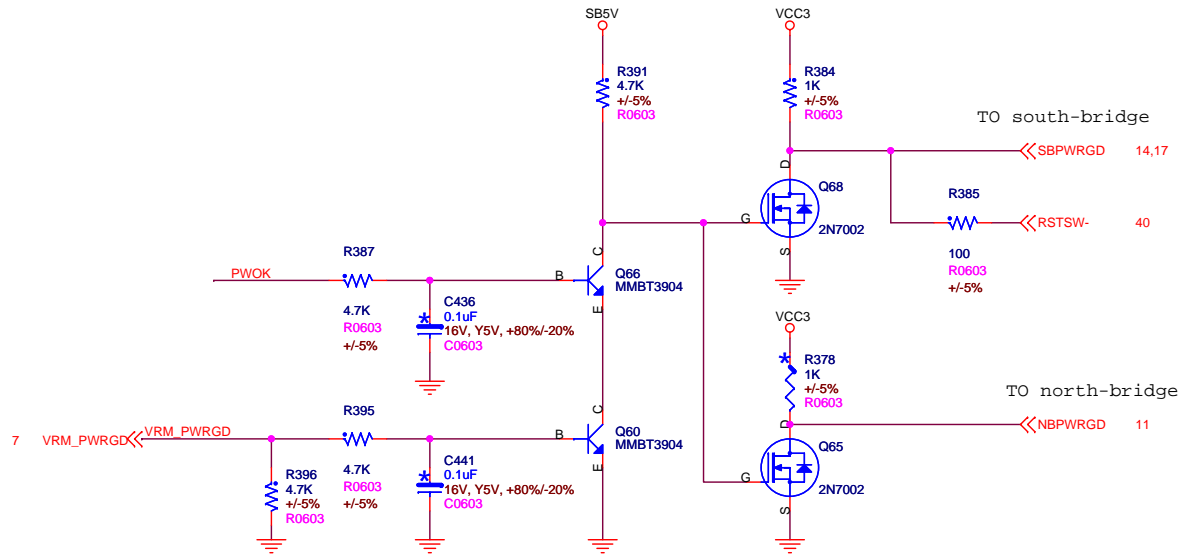 SB5V
VCC3
R391
4.7K
+/-5%
R0603
R384
1K
+/-5%
R0603
TO south-bridge
SBPWRGD 14,17
D
Q68
G
2N7002
S
R385
100
R0603
+/-5%
RSTSW- 40
R387
PWOK
4.7K
R0603
+/-5%
C436
0.1uF
16V, Y5V, +80%/-20%
C0603
B
C
Q66
MMBT3904
E
VCC3
R378
1K
+/-5%
R0603
TO north-bridge
NBPWRGD 11
D
Q65
G
2N7002
S
R395
7 VRM_PWRGD
VRM_PWRGD
R396
4.7K
+/-5%
R0603
4.7K
R0603
+/-5%
C441
0.1uF
16V, Y5V, +80%/-20%
C0603
B
C
Q60
MMBT3904
E